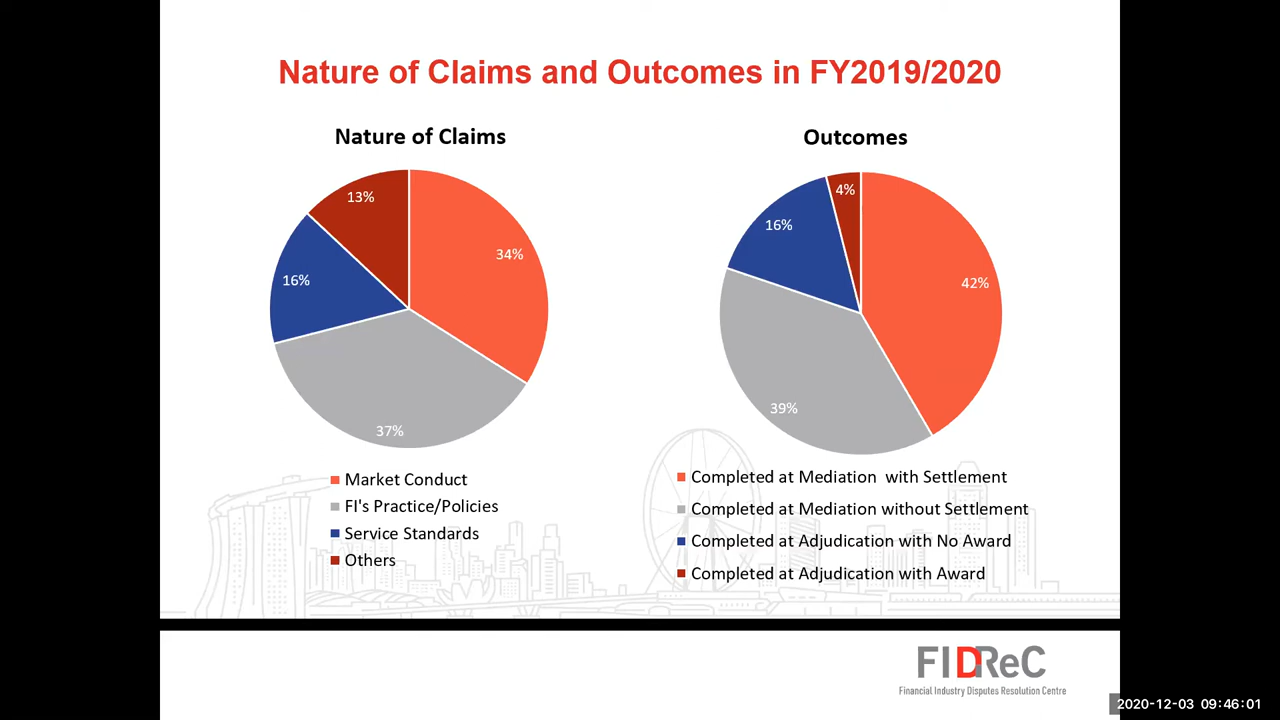 Nature of Claims and Outcomes in FY2019/2020
Nature of Claims
13%
34%
16%
37%
Market Conduct
FI's Practice/Policies
Service Standards
Others
Outcomes
4%
16%
42%
39%
Completed at Mediation with Settlement
Completed at Mediation without Settlement
Completed at Adjudication with No Award
Completed at Adjudication with Award
FIDReC
Financial Industry Disputes Resolution Centre
2020-12-03 09:46:01